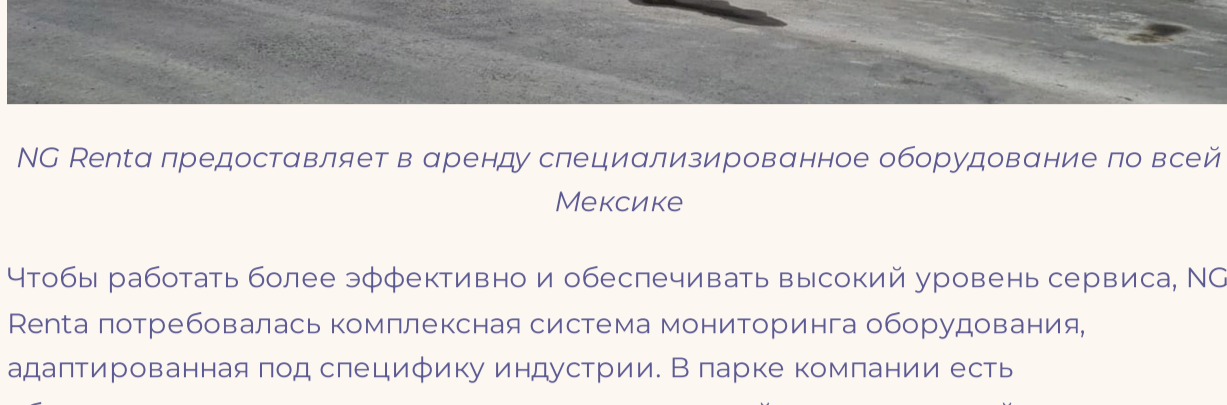 NG Renta предоставляет в аренду специализированное оборудование по всей
Мексике
Чтобы работать более эффективно и обеспечивать высокий уровень сервиса, NG
Renta потребовалась комплексная система мониторинга оборудования,
адаптированная под специфику индустрии. В парке компании есть